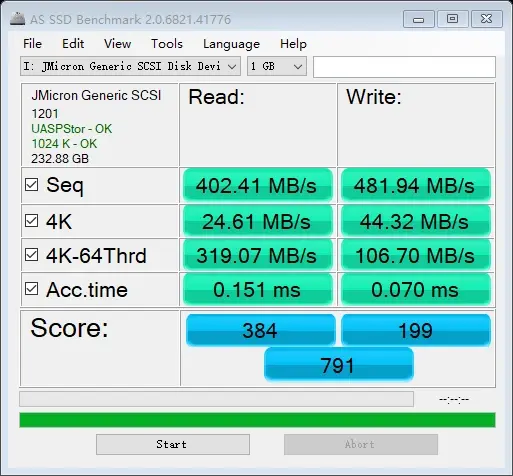 AS SSD Benchmark 2.0.6821.41776
File Edit View Tools Language Help
I: JMicron Generic SCSI Disk Devi 1 GB
JMicron Generic SCSI
1201
UASPStor - OK
1024 K - OK
232.88 GB
Read: Write:
Seq 402.41 MB/s 481.94 MB/s
4K 24.61 MB/s 44.32 MB/s
4K-64Thrd 319.07 MB/s 106.70 MB/s
Acc.time 0.151 ms 0.070 ms
Score: 384 199
791
--:--:--
Start Abort